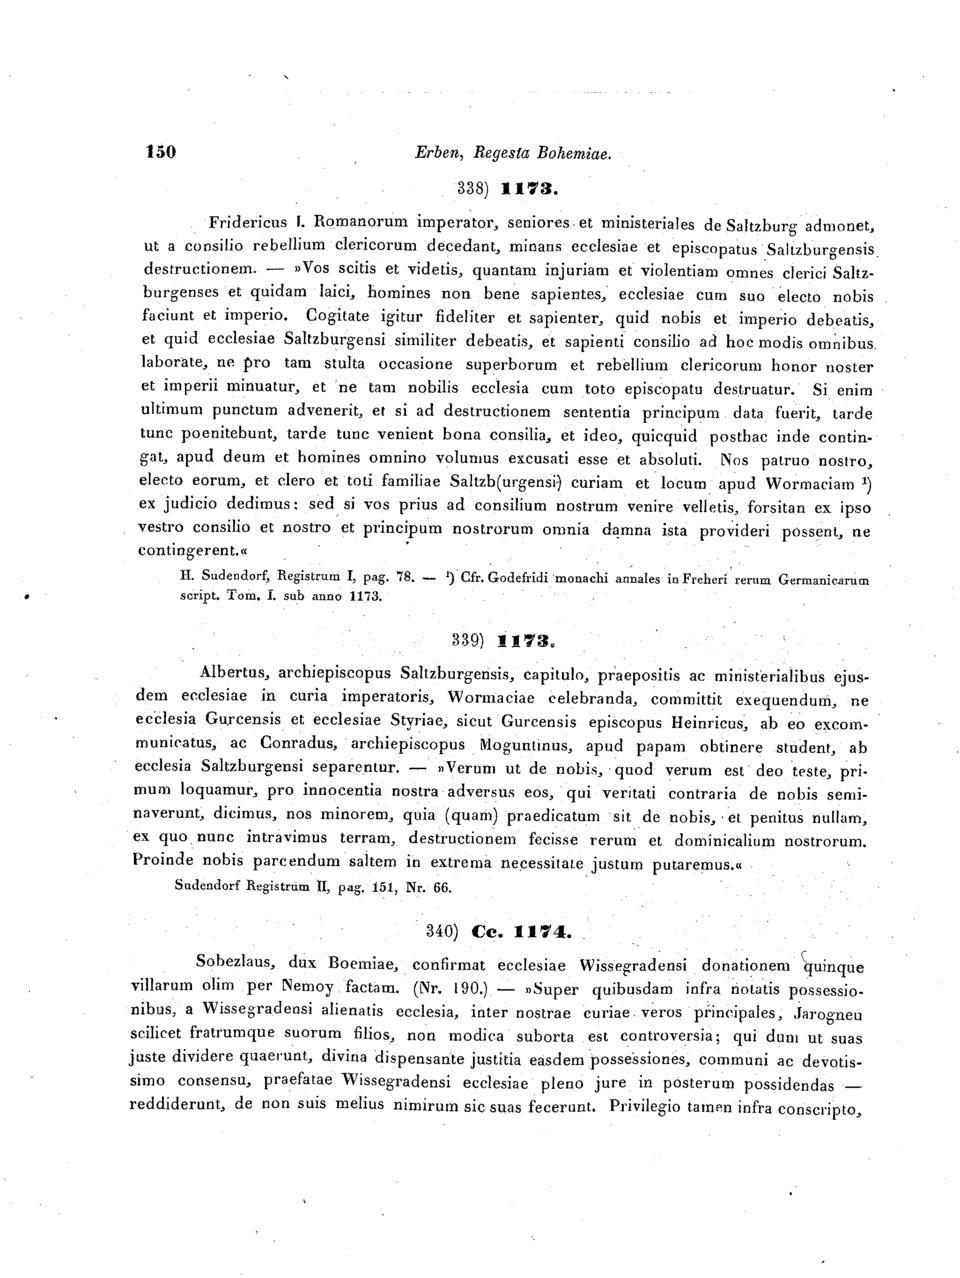 150 Erben, Regesta Bohemiae.
338) 1173.
Fridericus I. Romanorum imperator, seniores et ministeriales de Saltzburg admonet,
ut a consilio rebellium clericorum decedant, minans ecclesiae et episcopatus Saltzburgensis
destructionem. — »Vos scitis et videtis, quantam injuriam et violentiam omnes clerici Saltz-
burgenses et quidam laici, homines non bene sapientes, ecclesiae cum suo electo nobis
faciunt et imperio. Cogitate igitur fideliter et sapienter, quid nobis et imperio debeatis,
et quid ecclesiae Saltzburgensi similiter debeatis, et sapienti consilio ad hoc modis omnibus
laborate, ne pro tam stulta occasione superborum et rebellium clericorum honor noster
et imperii minuatur, et ne tam nobilis ecclesia cum toto episcopatu destruatur. Si enim
ultimum punctum advenerit, et si ad destructionem sententia principum data fuerit, tarde
tunc poenitebunt, tarde tunc venient bona consilia, et ideo, quicquid posthac inde contin-
gat, apud deum et homines omnino volumus excusati esse et absoluti. Nos patruo nostro,
electo eorum, et clero et toti familiae Saltzb(urgensi) curiam et locum apud Wormaciam ¹)
ex judicio dedimus; sed si vos prius ad consilium nostrum venire velletis, forsitan ex ipso
vestro consilio et nostro et principum nostrorum omnia damna ista provideri possent, ne
contingerent.«
H. Sudendorf, Registrum I, pag. 78. — ¹) Cfr. Godefridi monachi annales in Freheri rerum Germanicarum
script. Tom. I. sub anno 1173.
339) 1173.
Albertus, archiepiscopus Saltzburgensis, capitulo, praepositis ac ministerialibus ejus-
dem ecclesiae in curia imperatoris, Wormaciae celebranda, committit exequendum, ne
ecclesia Gurcensis et ecclesiae Styriae, sicut Gurcensis episcopus Heinricus, ab eo excom-
municatus, ac Conradus, archiepiscopus Moguntinus, apud papam obtinere student, ab
ecclesia Saltzburgensi separentur. — »Verum ut de nobis, quod verum est deo teste, pri-
mum loquamur, pro innocentia nostra adversus eos, qui veritati contraria de nobis semi-
naverunt, dicimus, nos minorem, quia (quam) praedicatum sit de nobis, et penitus nullam,
ex quo nunc intravimus terram, destructionem fecisse rerum et dominicalium nostrorum.
Proinde nobis parcendum saltem in extrema necessitate justum putaremus.«
Sudendorf Registrum II, pag. 151, Nr. 66.
340) Cc. 1174.
Sobezlaus, dux Boemiae, confirmat ecclesiae Wissegradensi donationem quinque
villarum olim per Nemoy factam. (Nr. 190.) — »Super quibusdam infra notatis possessio-
nibus, a Wissegradensi alienatis ecclesia, inter nostrae curiae veros principales, Jarogneu
scilicet fratrumque suorum filios, non modica suborta est controversia; qui dum ut suas
juste dividere quaerunt, divina dispensante justitia easdem possessiones, communi ac devotis-
simo consensu, praefatae Wissegradensi ecclesiae pleno jure in posterum possidendas —
reddiderunt, de non suis melius nimirum sic suas fecerunt. Privilegio tamen infra conscripto,